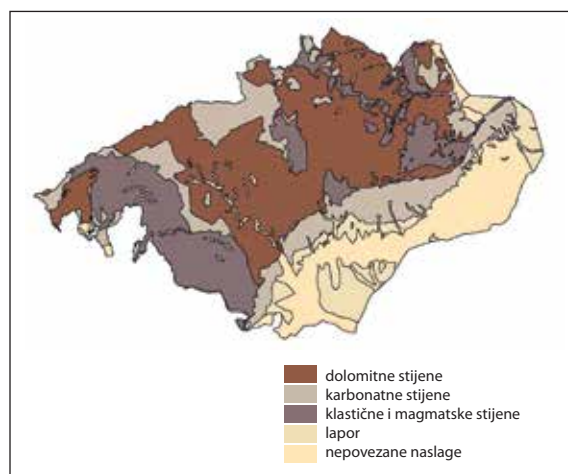 dolomitne stijene
karbonatne stijene
klastične i magmatske stijene
lapor
nepovezane naslage